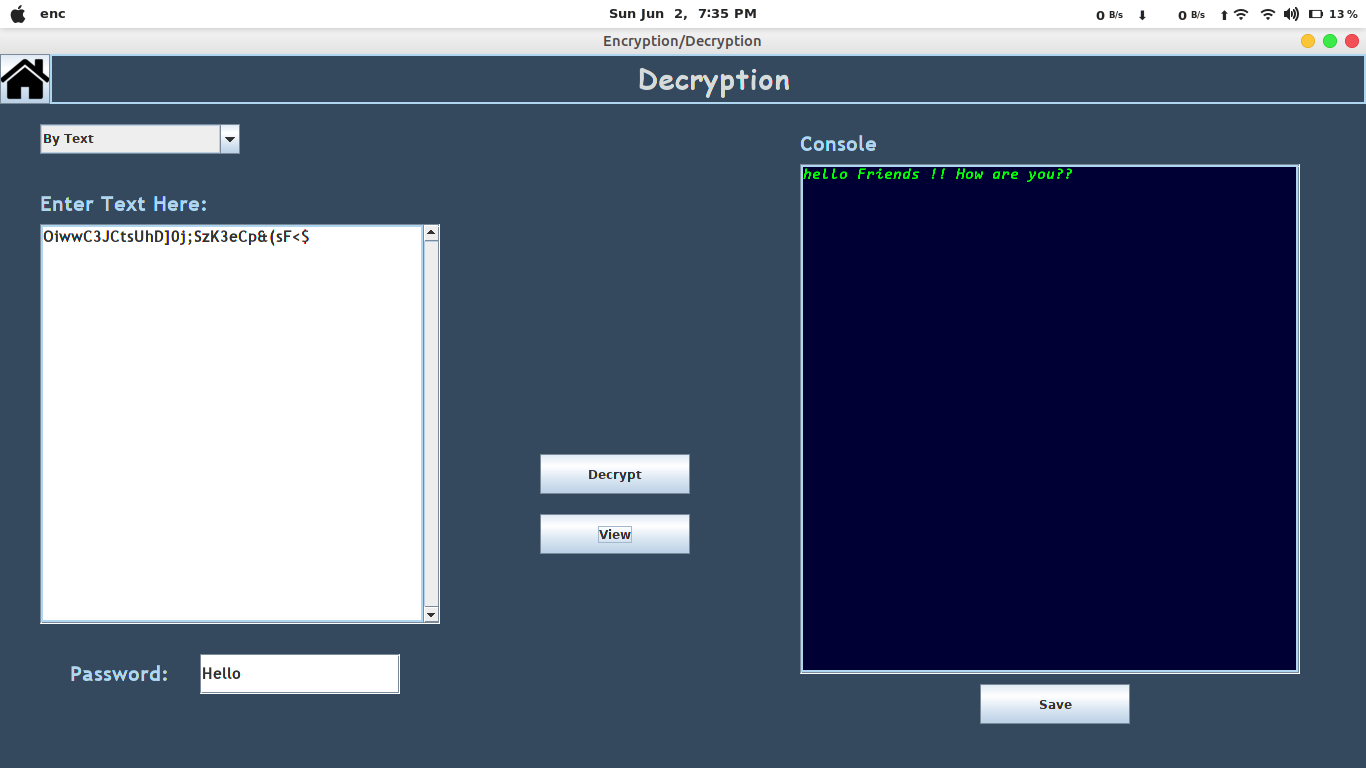 enc
Sun Jun 2, 7:35 PM
0 B/s
0 B/s
13 %
Encryption/Decryption
Decryption
By Text
Console
hello Friends !! How are you??
Enter Text Here:
OiwwC3JCtsUhD]0j;SzK3eCp&(sF<$
Decrypt
View
Password:
Hello
Save